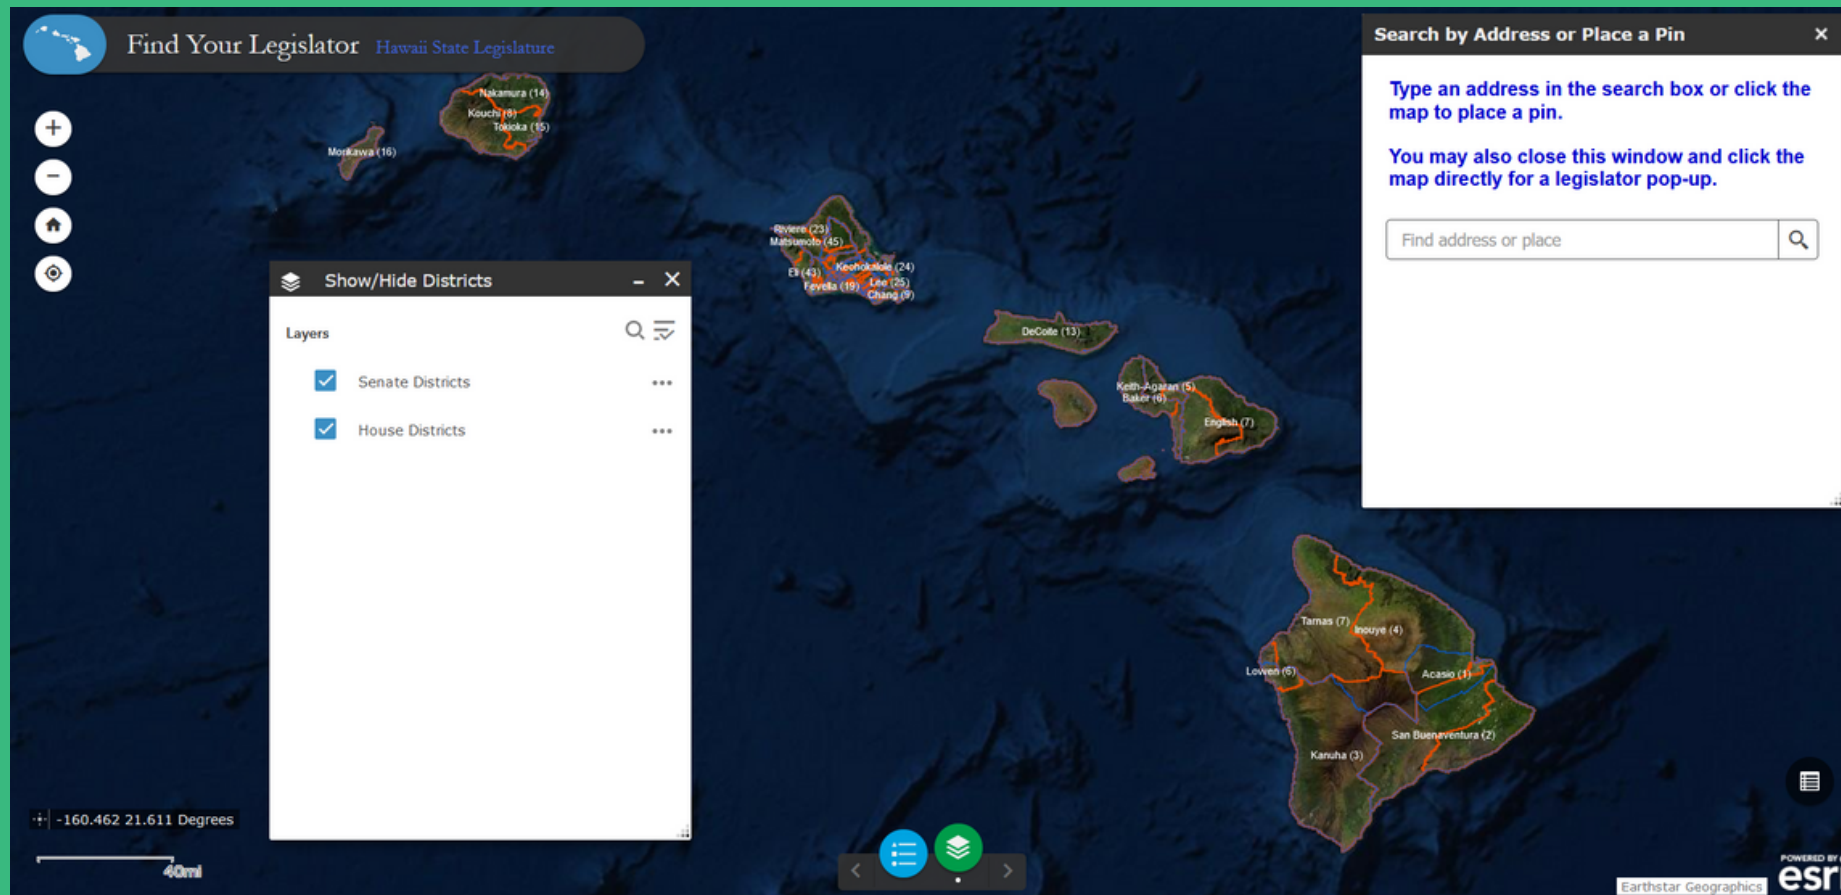 Find Your Legislator Hawaii State Legislature
Search by Address or Place a Pin
Type an address in the search box or click the
map to place a pin.
You may also close this window and click the
map directly for a legislator pop-up.
Find address or place
Nakamura (14)
Kouchi (8)
Tokioka (15)
Morikawa (16)
Riviere (23)
Matsumoto (45)
Eli (43)
Keohokalole (24)
Fevella (19)
Lee (25)
Chang (9)
DeCoite (13)
Keith-Agaran (5)
Baker (6)
English (7)
Tarnas (7)
Inouye (4)
Lowen (6)
Acasio (1)
San Buenaventura (2)
Kanuha (3)
Show/Hide Districts
Layers
Senate Districts
House Districts
-160.462 21.611 Degrees
40mi
Earthstar Geographics
POWERED BY
esri